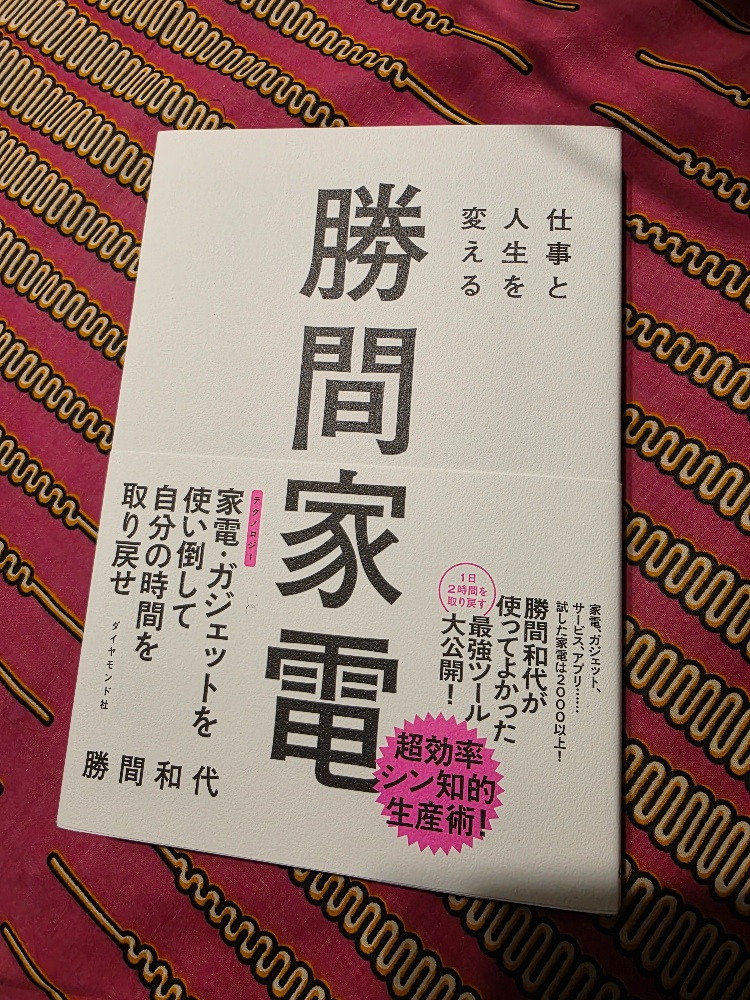 仕事と
人生を
変える
勝間家電
家電、ガジェット、
サービス、アプリ……
試した家電は2000以上！
勝間和代が
使ってよかった
最強ツール
大公開！
1日
2時間を
取り戻す
超効率
シン知的
生産術！
テクノロジー
家電・ガジェットを
使い倒して
自分の時間を
取り戻せ
ダイヤモンド社
勝間和代